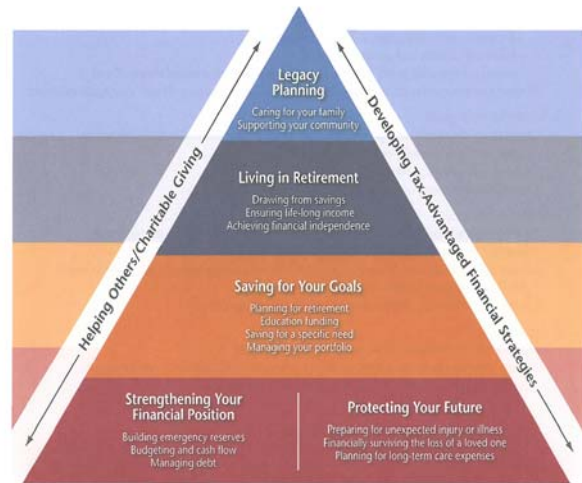 Legacy
Planning
Caring for your family
Supporting your community
Helping Others/Charitable Giving
Developing Tax-Advantaged Financial Strategies
Living in Retirement
Drawing from savings
Ensuring life-long income
Achieving financial independence
Saving for Your Goals
Planning for retirement
Education funding
Saving for a specific need
Managing your portfolio
Strengthening Your
Financial Position
Building emergency reserves
Budgeting and cash flow
Managing debt
Protecting Your Future
Preparing for unexpected injury or illness
Financially surviving the loss of a loved one
Planning for long-term care expenses